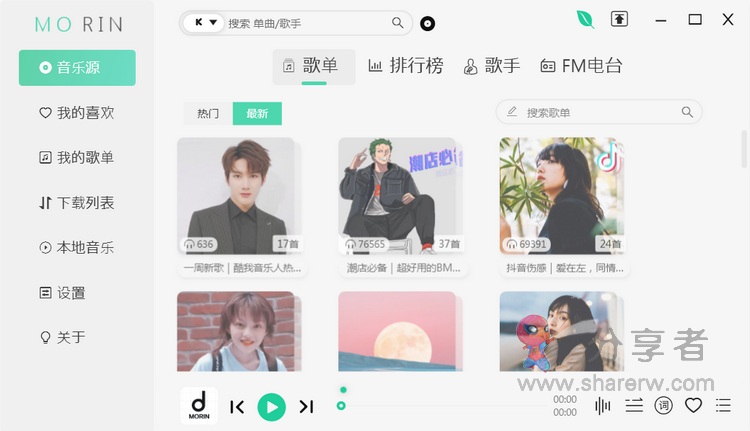 MO RIN
K
搜索 单曲/歌手
音乐源
我的喜欢
我的歌单
下载列表
本地音乐
设置
关于
歌单
排行榜
歌手
FM电台
热门
最新
搜索歌单
潮店必
636
17首
76565
37首
69391
24首
一周新歌｜酷我音乐人热...
潮店必备｜超好用的BM...
抖音伤感｜爱在左，同情...
分享者
www.sharerw.com
d
MORIN
00:00
00:00
词